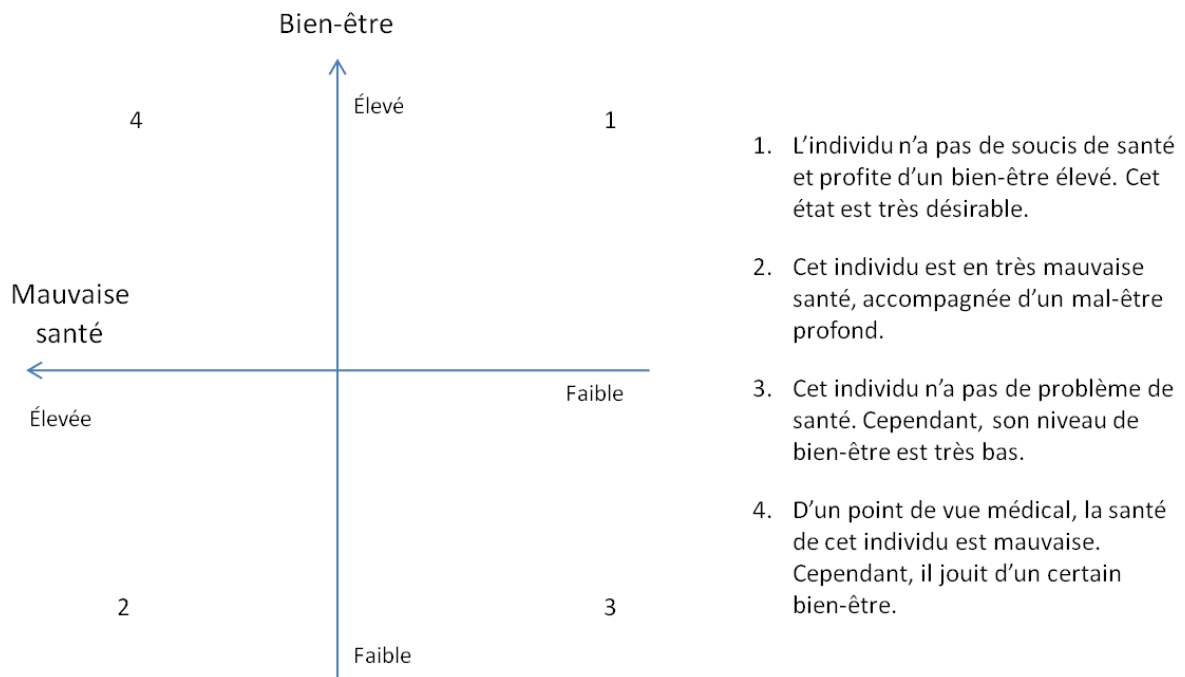 Bien-être
Élevé
4
1
Mauvaise
santé
Faible
Élevée
2
3
Faible
1. L’individu n’a pas de soucis de santé
et profite d’un bien-être élevé. Cet
état est très désirable.
2. Cet individu est en très mauvaise
santé, accompagnée d’un mal-être
profond.
3. Cet individu n’a pas de problème de
santé. Cependant, son niveau de
bien-être est très bas.
4. D’un point de vue médical, la santé
de cet individu est mauvaise.
Cependant, il jouit d’un certain
bien-être.